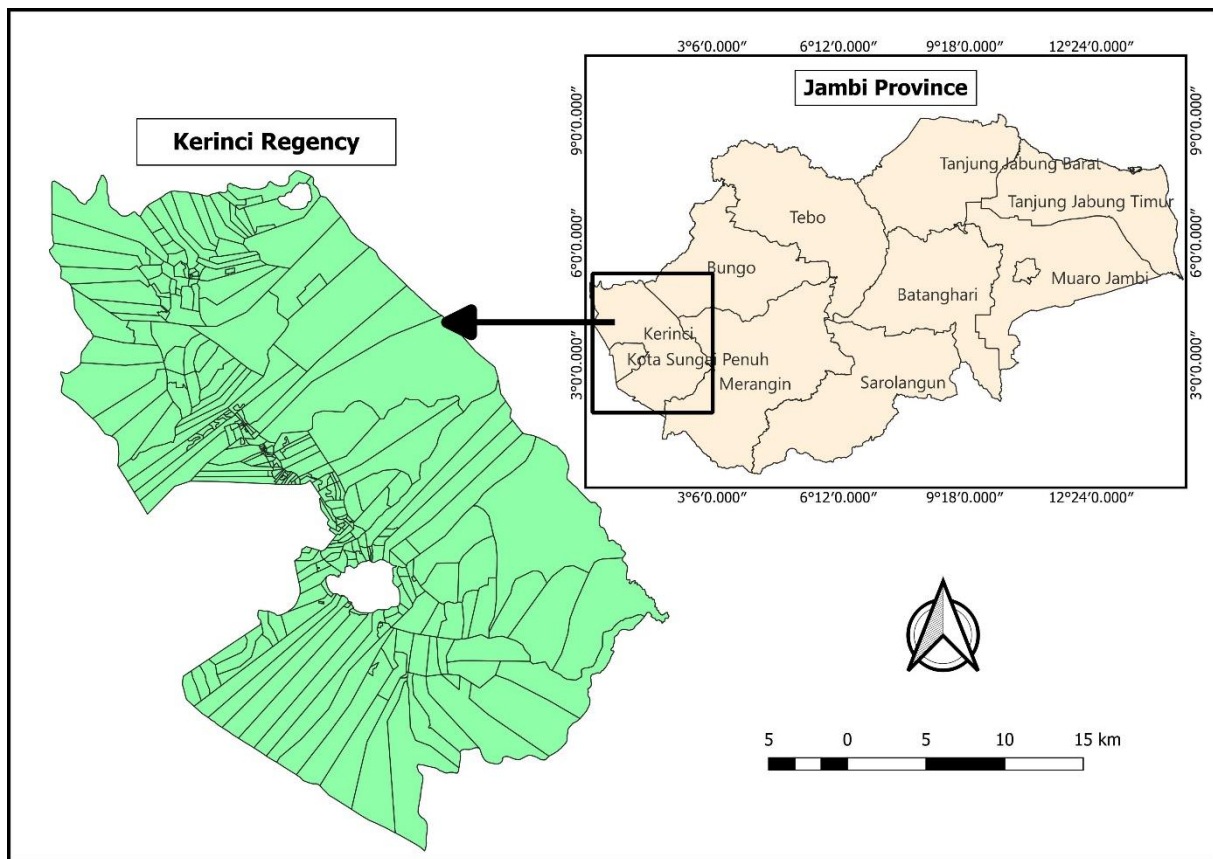 3°6'0.000" 6°12'0.000" 9°18'0.000" 12°24'0.000"
Jambi Province
Kerinci Regency
9°0'0.000"
9°0'0.000"
6°0'0.000"
6°0'0.000"
3°0'0.000"
3°0'0.000"
Tanjung Jabung Barat
Tanjung Jabung Timur
Tebo
Bungo
Muaro Jambi
Batanghari
Kerinci
Kota Sungai Penuh
Merangin
Sarolangun
3°6'0.000" 6°12'0.000" 9°18'0.000" 12°24'0.000"
5 0 5 10 15 km